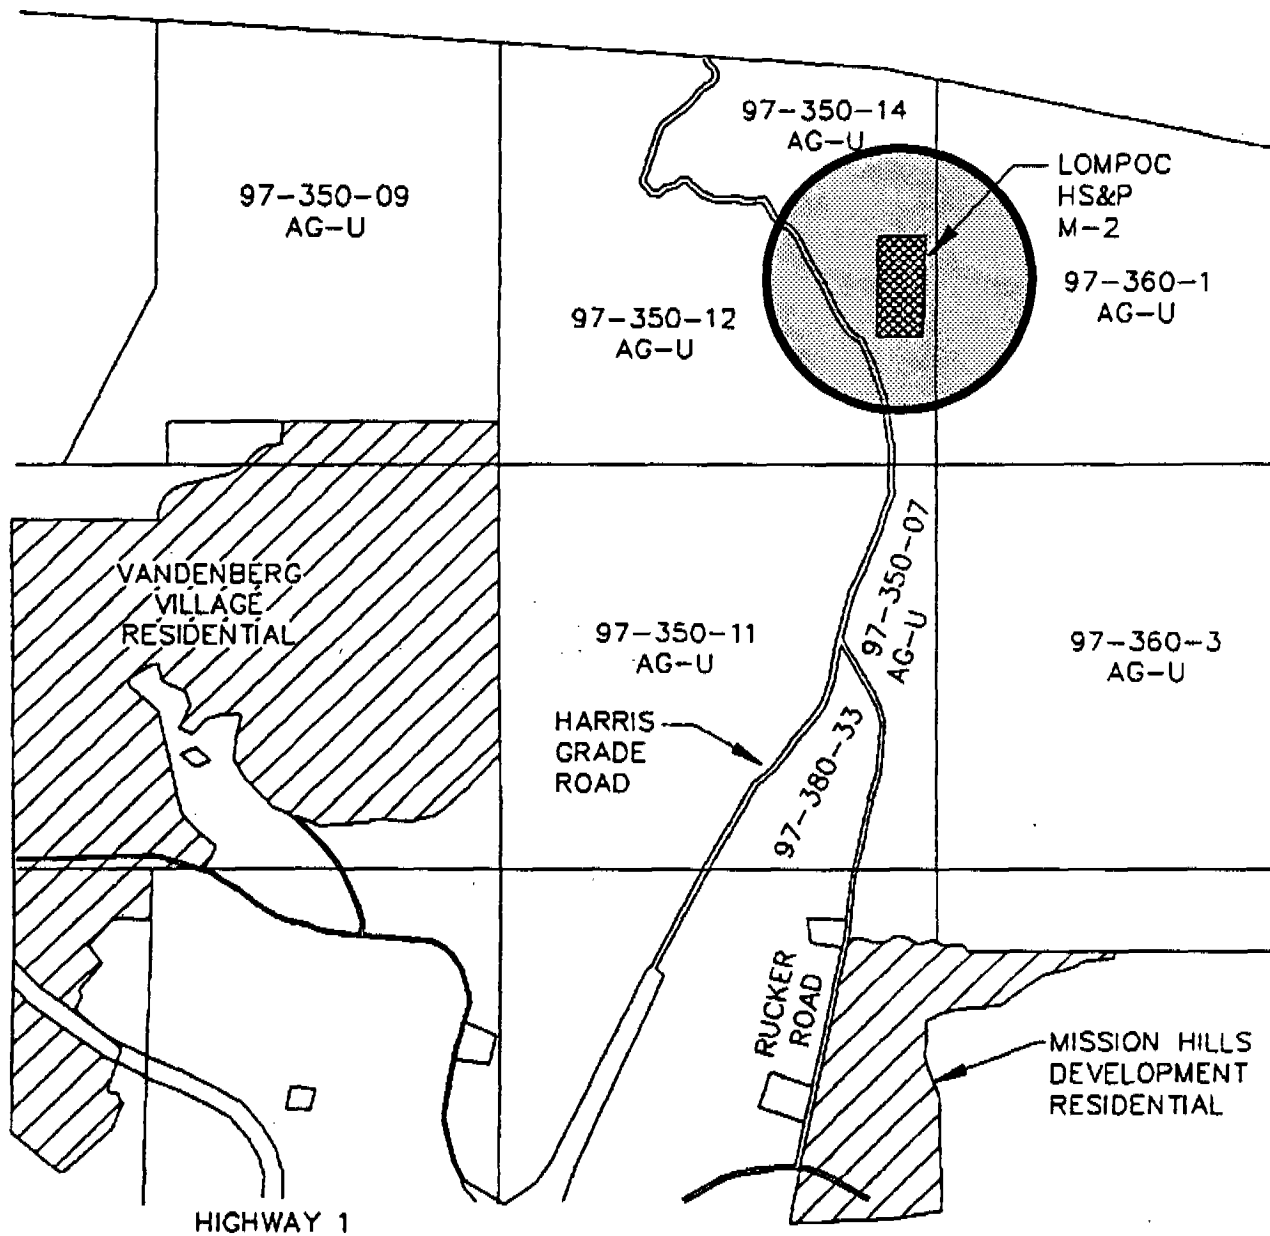 97-350-14
AG-U
LOMPOC
HS&P
M-2
97-350-09
AG-U
97-360-1
AG-U
97-350-12
AG-U
VANDENBERG
VILLAGE
RESIDENTIAL
97-350-07
AG-U
97-350-11
AG-U
97-360-3
AG-U
HARRIS
GRADE
ROAD
97-380-33
RUCKER
ROAD
MISSION HILLS
DEVELOPMENT
RESIDENTIAL
HIGHWAY 1